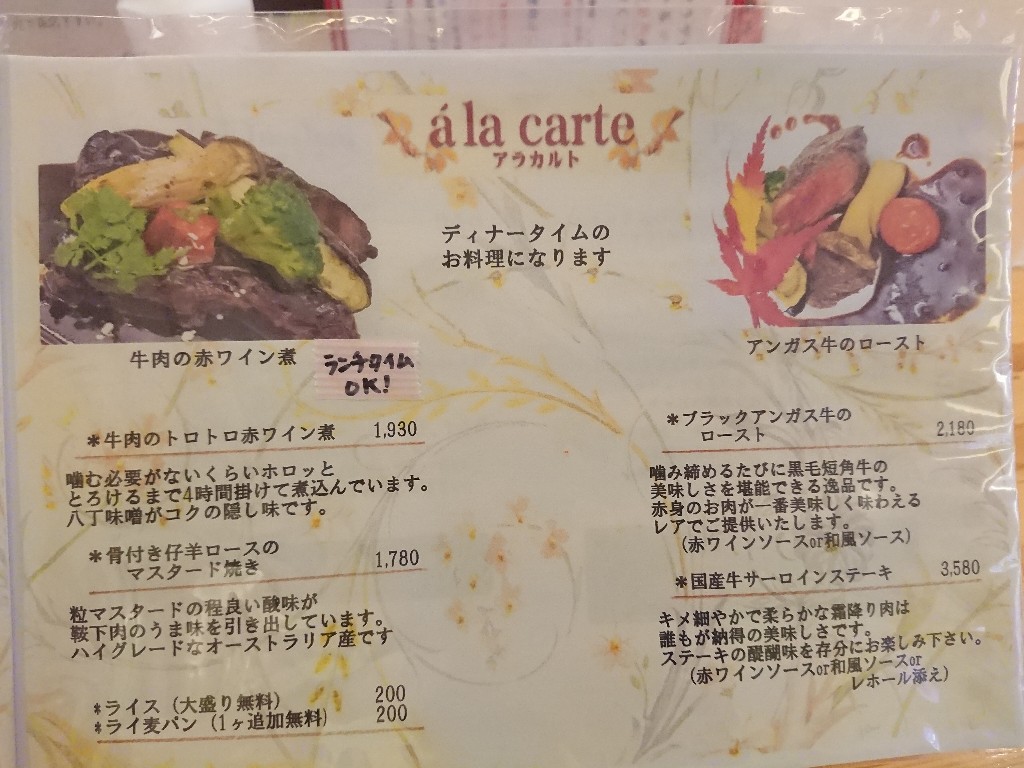 á la carte
アラカルト
ディナータイムの
お料理になります
牛肉の赤ワイン煮
ランチタイム
OK!
アンガス牛のロースト
*牛肉のトロトロ赤ワイン煮 1,930
噛む必要がないくらいホロッと
とろけるまで4時間掛けて煮込んでいます。
八丁味噌がコクの隠し味です。
*骨付き仔羊ロースの
マスタード焼き 1,780
粒マスタードの程良い酸味が
鞍下肉のうま味を引き出しています。
ハイグレードなオーストラリア産です
*ライス(大盛り無料) 200
*ライ麦パン(1ヶ追加無料) 200
*ブラックアンガス牛の
ロースト 2,180
噛み締めるたびに黒毛短角牛の
美味しさを堪能できる逸品です。
赤身のお肉が一番美味しく味わえる
レアでご提供いたします。
(赤ワインソースor和風ソース)
*国産牛サーロインステーキ 3,580
キメ細やかで柔らかな霜降り肉は
誰もが納得の美味しさです。
ステーキの醍醐味を存分にお楽しみ下さい。
(赤ワインソースor和風ソースor
レホール添え)